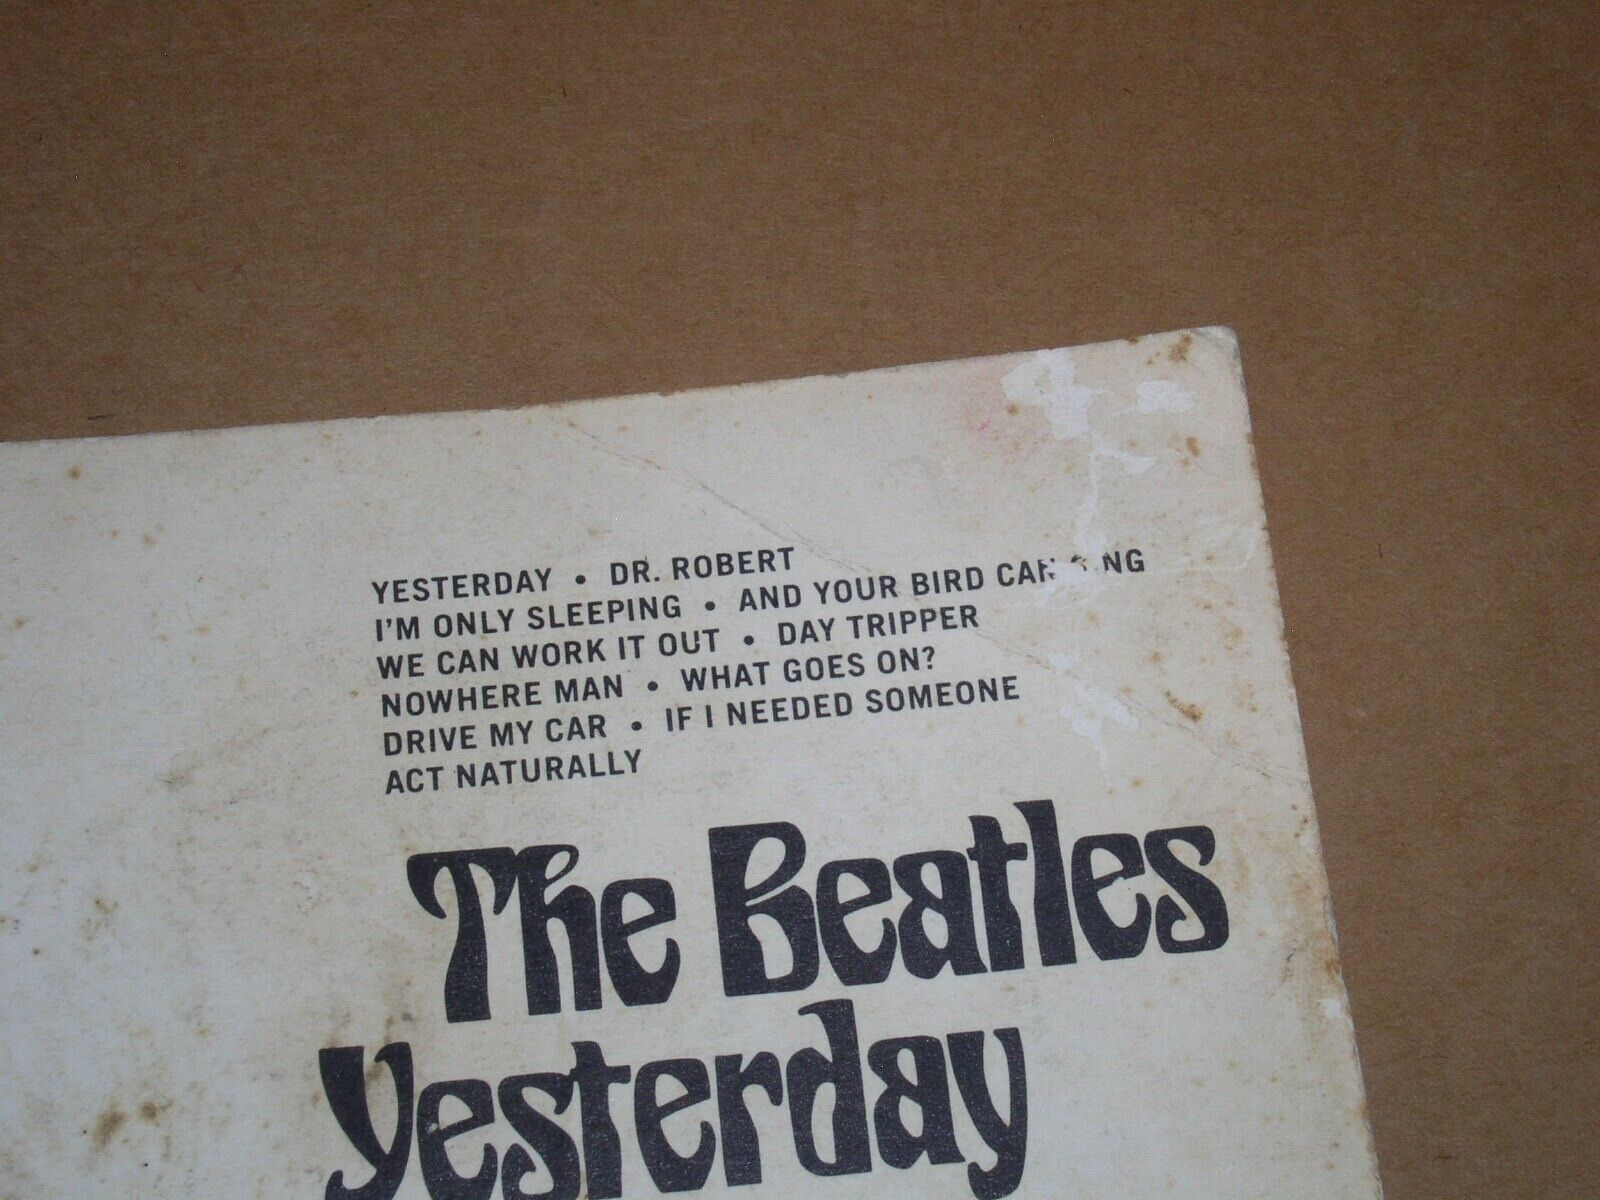 YESTERDAY • DR. ROBERT
I'M ONLY SLEEPING • AND YOUR BIRD CAN SING
WE CAN WORK IT OUT • DAY TRIPPER
NOWHERE MAN • WHAT GOES ON?
DRIVE MY CAR • IF I NEEDED SOMEONE
ACT NATURALLY
The Beatles
Yesterday